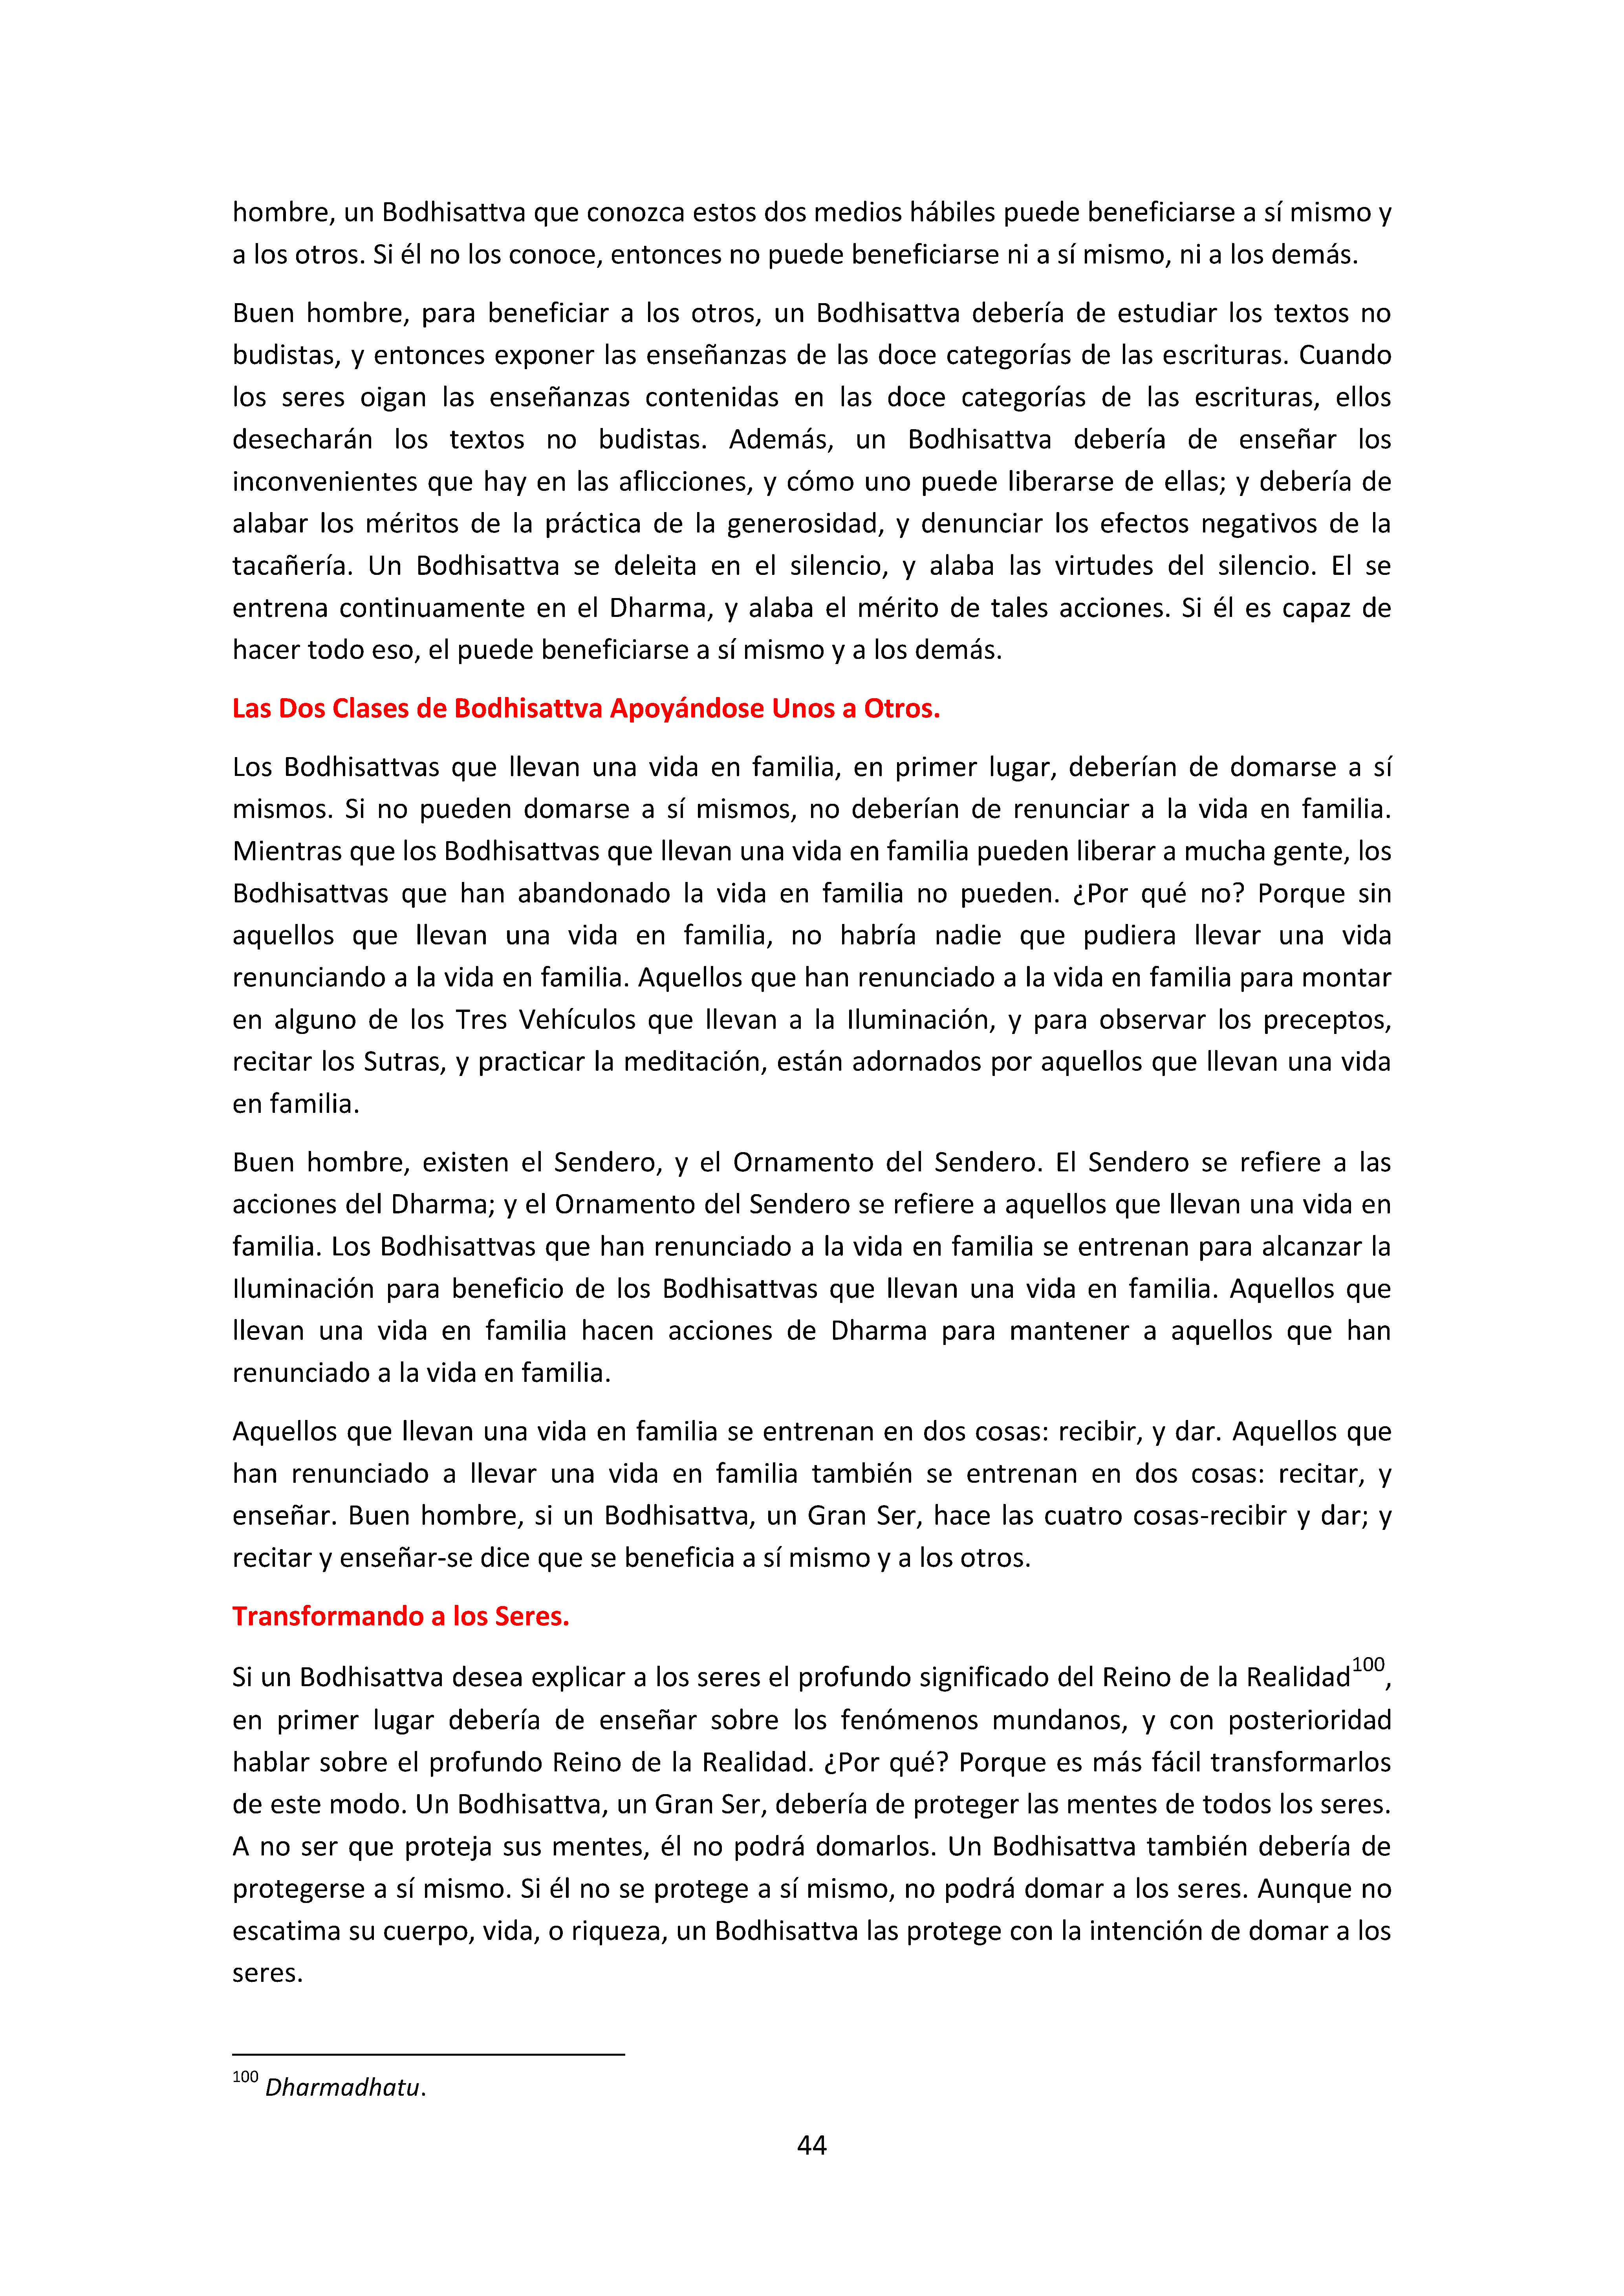 hombre, un Bodhisattva que conozca estos dos medios hábiles puede beneficiarse a sí mismo y
a los otros. Si él no los conoce, entonces no puede beneficiarse ni a sí mismo, ni a los demás.
Buen hombre, para beneficiar a los otros, un Bodhisattva debería de estudiar los textos no
budistas, y entonces exponer las enseñanzas de las doce categorías de las escrituras. Cuando
los seres oigan las enseñanzas contenidas en las doce categorías de las escrituras, ellos
desecharán los textos no budistas. Además, un Bodhisattva debería de enseñar los
inconvenientes que hay en las aflicciones, y cómo uno puede liberarse de ellas; y debería de
alabar los méritos de la práctica de la generosidad, y denunciar los efectos negativos de la
tacañería. Un Bodhisattva se deleita en el silencio, y alaba las virtudes del silencio. El se
entrena continuamente en el Dharma, y alaba el mérito de tales acciones. Si él es capaz de
hacer todo eso, el puede beneficiarse a sí mismo y a los demás.
Las Dos Clases de Bodhisattva Apoyándose Unos a Otros.
Los Bodhisattvas que llevan una vida en familia, en primer lugar, deberían de domarse a sí
mismos. Si no pueden domarse a sí mismos, no deberían de renunciar a la vida en familia.
Mientras que los Bodhisattvas que llevan una vida en familia pueden liberar a mucha gente, los
Bodhisattvas que han abandonado la vida en familia no pueden. ¿Por qué no? Porque sin
aquellos que llevan una vida en familia, no habría nadie que pudiera llevar una vida
renunciando a la vida en familia. Aquellos que han renunciado a la vida en familia para montar
en alguno de los Tres Vehículos que llevan a la Iluminación, y para observar los preceptos,
recitar los Sutras, y practicar la meditación, están adornados por aquellos que llevan una vida
en familia.
Buen hombre, existen el Sendero, y el Ornamento del Sendero. El Sendero se refiere a las
acciones del Dharma; y el Ornamento del Sendero se refiere a aquellos que llevan una vida en
familia. Los Bodhisattvas que han renunciado a la vida en familia se entrenan para alcanzar la
Iluminación para beneficio de los Bodhisattvas que llevan una vida en familia. Aquellos que
llevan una vida en familia hacen acciones de Dharma para mantener a aquellos que han
renunciado a la vida en familia.
Aquellos que llevan una vida en familia se entrenan en dos cosas: recibir, y dar. Aquellos que
han renunciado a llevar una vida en familia también se entrenan en dos cosas: recitar, y
enseñar. Buen hombre, si un Bodhisattva, un Gran Ser, hace las cuatro cosas-recibir y dar; y
recitar y enseñar-se dice que se beneficia a sí mismo y a los otros.
Transformando a los Seres.
Si un Bodhisattva desea explicar a los seres el profundo significado del Reino de la Realidad100,
en primer lugar debería de enseñar sobre los fenómenos mundanos, y con posterioridad
hablar sobre el profundo Reino de la Realidad. ¿Por qué? Porque es más fácil transformarlos
de este modo. Un Bodhisattva, un Gran Ser, debería de proteger las mentes de todos los seres.
A no ser que proteja sus mentes, él no podrá domarlos. Un Bodhisattva también debería de
protegerse a sí mismo. Si él no se protege a sí mismo, no podrá domar a los seres. Aunque no
escatima su cuerpo, vida, o riqueza, un Bodhisattva las protege con la intención de domar a los
seres.
100 Dharmadhatu.
44